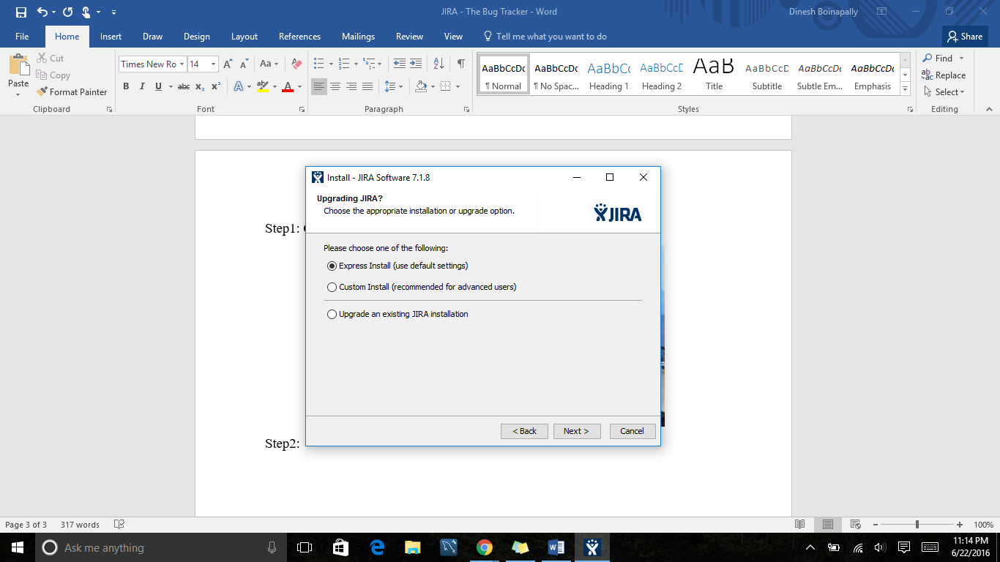 JIRA - The Bug Tracker - Word
Dinesh Boinapally
File Home Insert Draw Design Layout References Mailings Review View Tell me what you want to do Share
Cut
Copy
Format Painter
Paste
Times New Ro 14
Aa
B I U abc X₂ X² A ab A
AaBbCcDc AaBbCcDc AaBbCc AaBbCcD AaB AaBbCcD AaBbCcDc AaBbCcDc
¶ Normal ¶ No Spac... Heading 1 Heading 2 Title Subtitle Subtle Em... Emphasis
Find
Replace
Select
Clipboard Font Paragraph Styles Editing
Install - JIRA Software 7.1.8
Upgrading JIRA?
Choose the appropriate installation or upgrade option.
JIRA
Step1:
Please choose one of the following:
Express Install (use default settings)
Custom Install (recommended for advanced users)
Upgrade an existing JIRA installation
< Back Next > Cancel
Step2:
Page 3 of 3 317 words 100%
Ask me anything
11:14 PM
6/22/2016